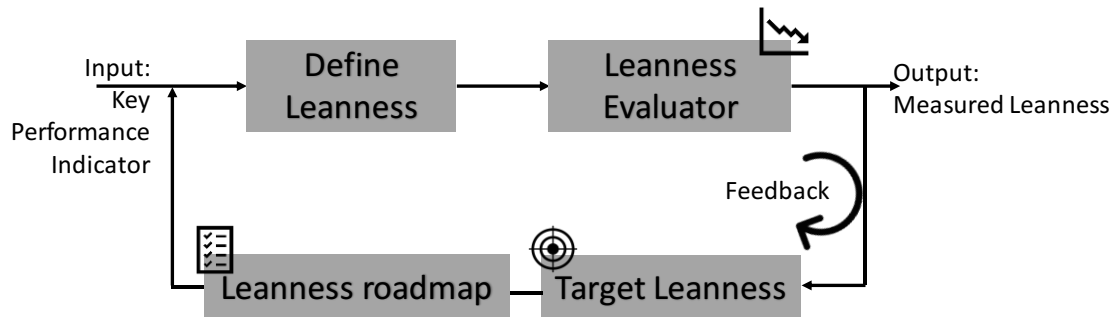 Input:
Key
Performance
Indicator
Define
Leanness
Leanness
Evaluator
Output:
Measured Leanness
Feedback
Leanness roadmap
Target Leanness